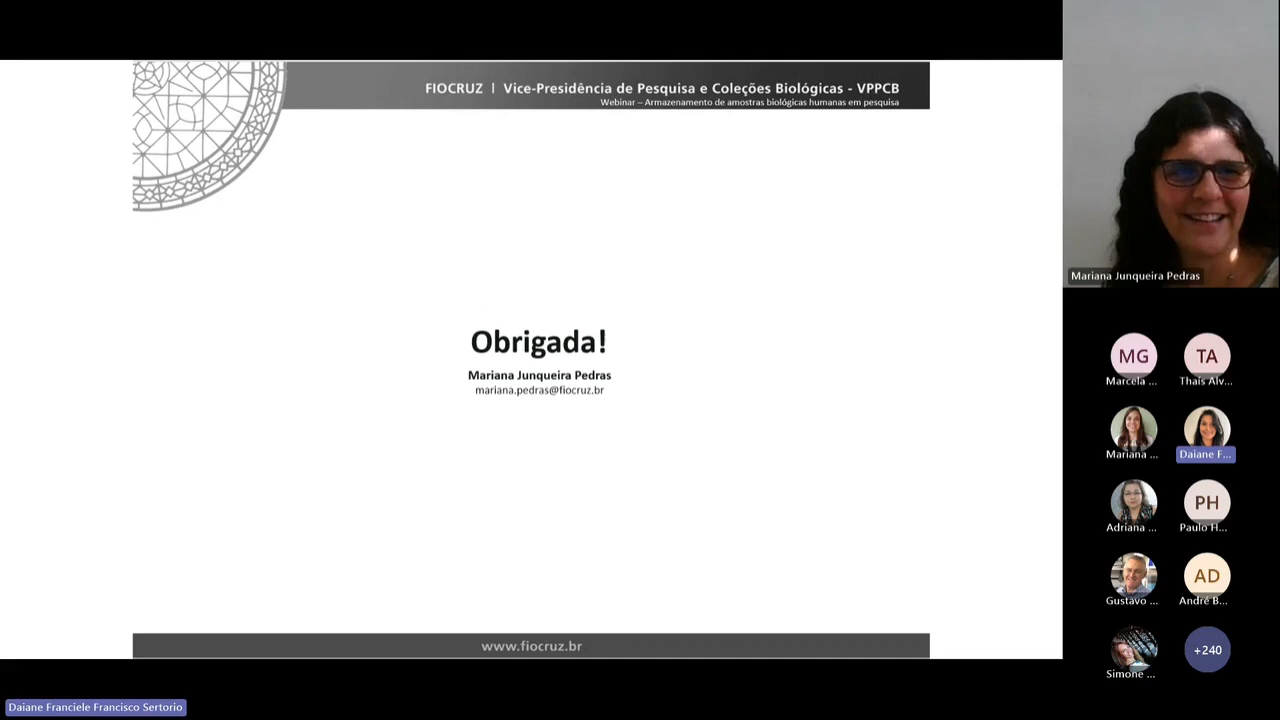 FIOCRUZ | Vice-Presidência de Pesquisa e Coleções Biológicas - VPPCB
Webinar – Armazenamento de amostras biológicas humanas em pesquisa
Obrigada!
Mariana Junqueira Pedras
mariana.pedras@fiocruz.br
www.fiocruz.br
Mariana Junqueira Pedras
MG
TA
Marcela ...
Thaís Alv...
Mariana ...
Daiane F...
PH
Adriana ...
Paulo H...
AD
Gustavo ...
André B...
+240
Simone ...
Daiane Franciele Francisco Sertorio